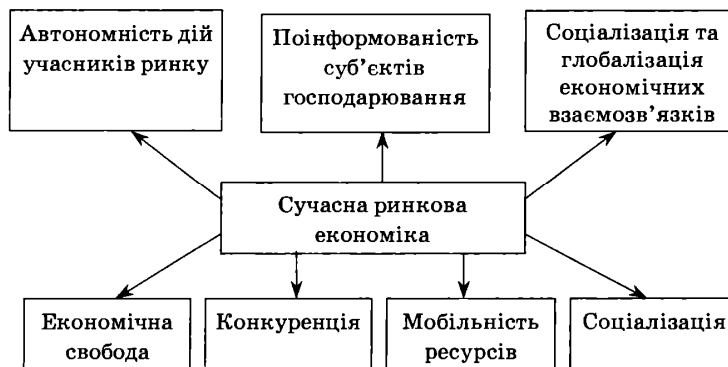 Автономність дій
учасників ринку
Поінформованість
суб’єктів
господарювання
Соціалізація та
глобалізація
економічних
взаємозв’язків
Сучасна ринкова
економіка
Економічна
свобода
Конкуренція
Мобільність
ресурсів
Соціалізація